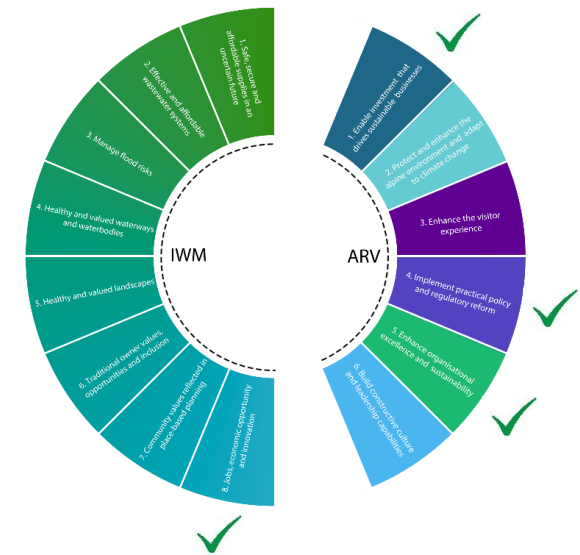 1. Safe, secure and
affordable supplies in an
uncertain future
2. Effective and affordable
wastewater systems
3. Manage flood risks
4. Healthy and valued waterways
and waterbodies
5. Healthy and valued landscapes
6. Traditional owner values,
opportunities and inclusion
7. Community values reflected in
place-based planning
8. Jobs, economic opportunity
and innovation
IWM
ARV
1. Enable investment that
drives sustainable businesses
2. Protect and enhance the
alpine environment and adapt
to climate change
3. Enhance the visitor
experience
4. Implement practical policy
and regulatory reform
5. Enhance organisational
excellence and sustainability
6. Build constructive culture
and leadership capabilities